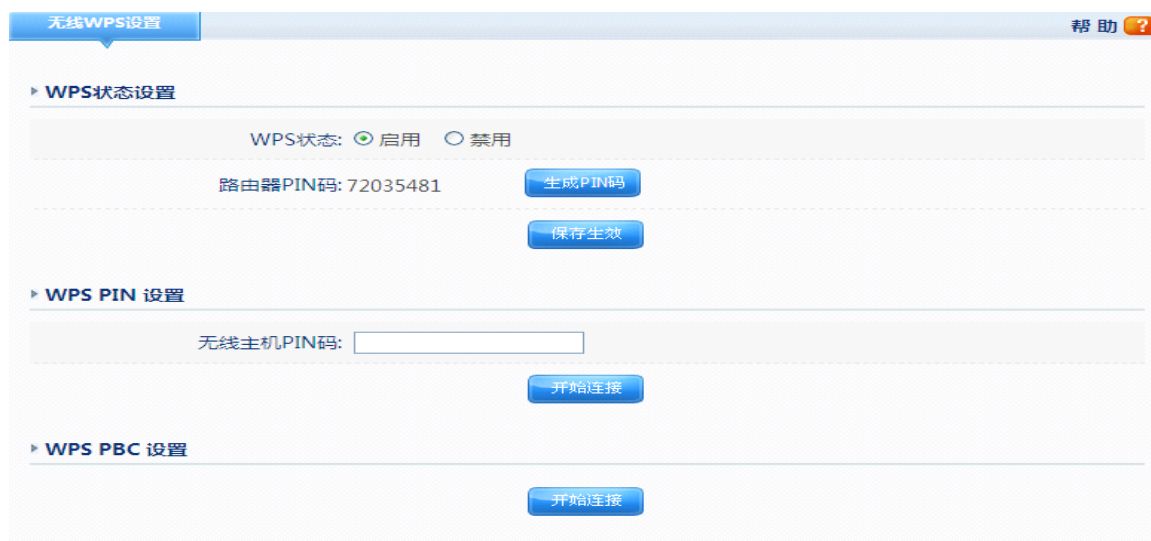 无线WPS设置
帮 助 ?
WPS状态设置
WPS状态: 启用 禁用
路由器PIN码: 72035481 生成PIN码
保存生效
WPS PIN 设置
无线主机PIN码:
开始连接
WPS PBC 设置
开始连接